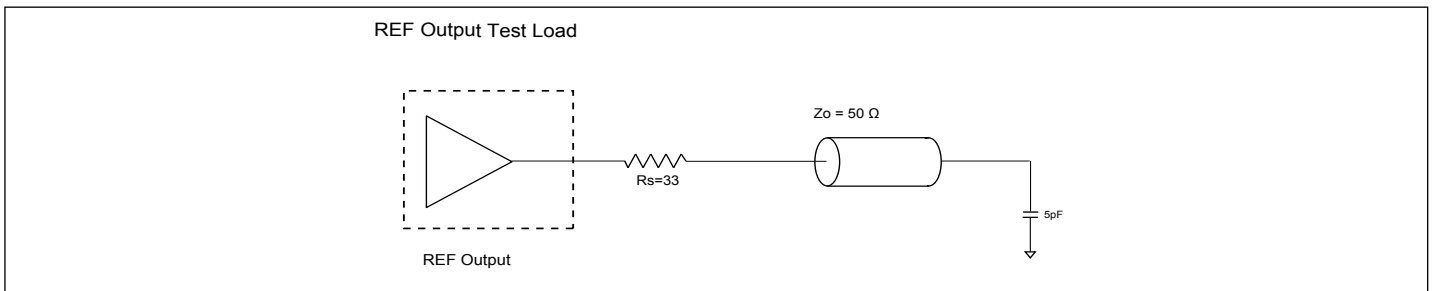 REF Output Test Load
Zo = 50 Ω
Rs=33
5pF
REF Output